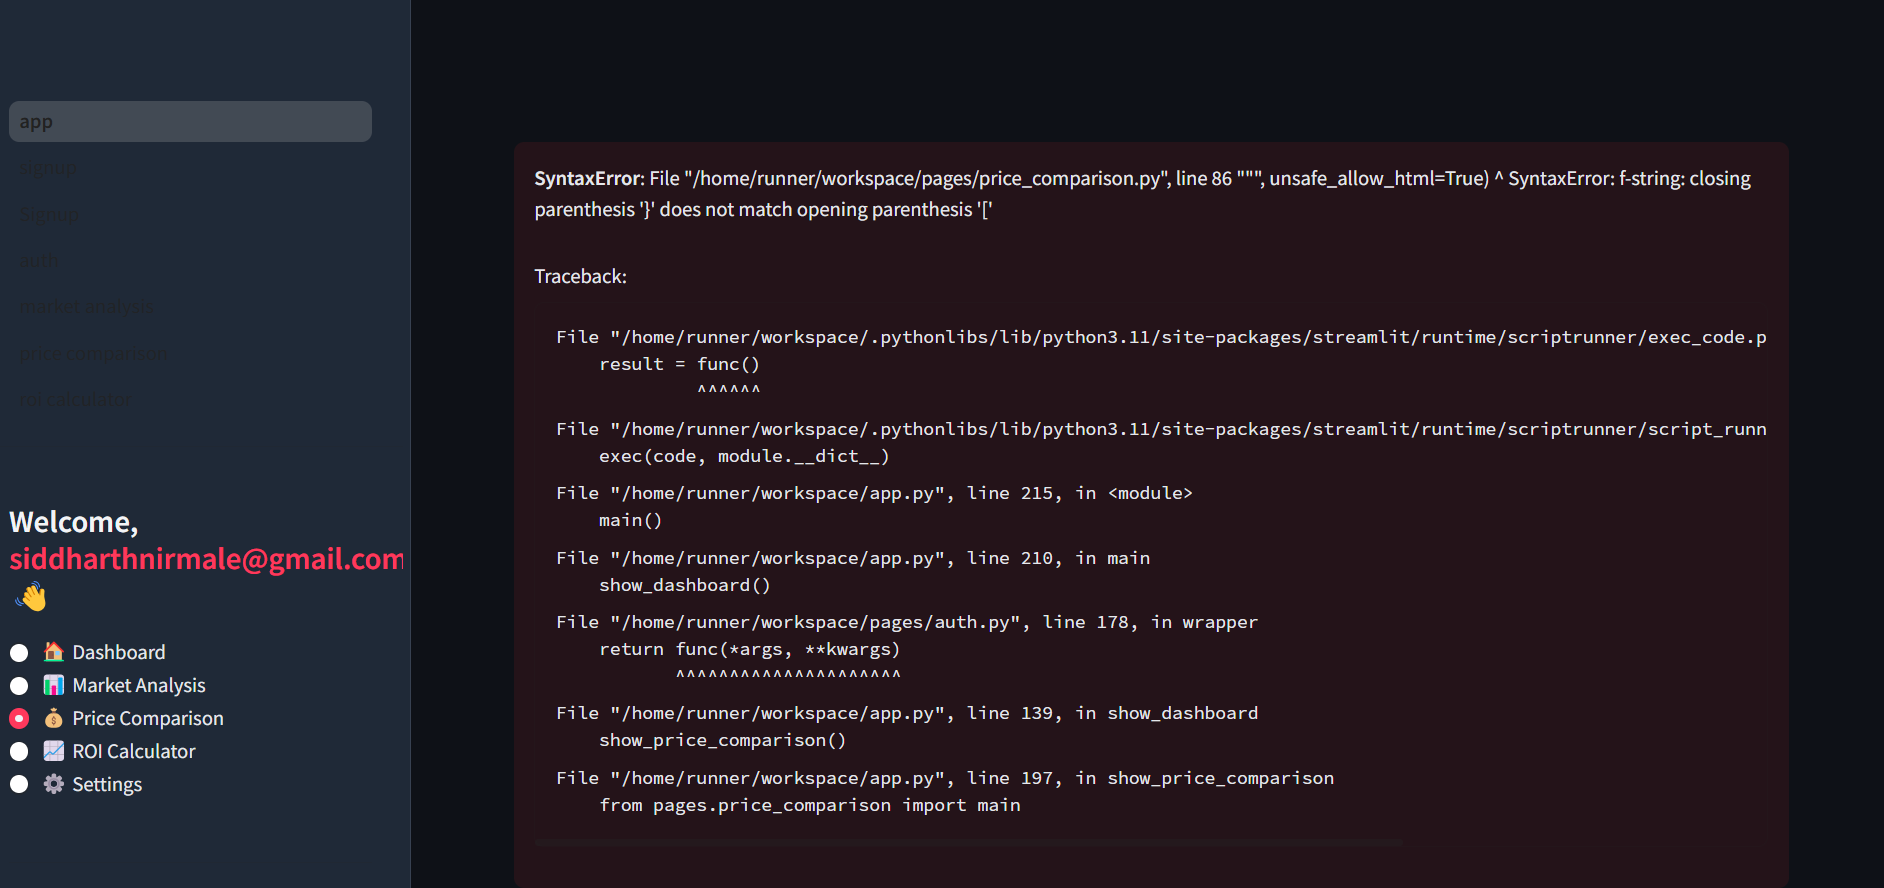 app
signup
Signup
auth
market analysis
price comparison
roi calculator
Welcome,
siddharthnirmale@gmail.com
👋
🏠 Dashboard
📊 Market Analysis
💰 Price Comparison
📈 ROI Calculator
⚙️ Settings
SyntaxError: File "/home/runner/workspace/pages/price_comparison.py", line 86 """, unsafe_allow_html=True) ^ SyntaxError: f-string: closing
parenthesis '}' does not match opening parenthesis '['
Traceback:
File "/home/runner/workspace/.pythonlibs/lib/python3.11/site-packages/streamlit/runtime/scriptrunner/exec_code.p
result = func()
^^^^^^
File "/home/runner/workspace/.pythonlibs/lib/python3.11/site-packages/streamlit/runtime/scriptrunner/script_runn
exec(code, module.__dict__)
File "/home/runner/workspace/app.py", line 215, in <module>
main()
File "/home/runner/workspace/app.py", line 210, in main
show_dashboard()
File "/home/runner/workspace/pages/auth.py", line 178, in wrapper
return func(*args, **kwargs)
^^^^^^^^^^^^^^^^^^^^^
File "/home/runner/workspace/app.py", line 139, in show_dashboard
show_price_comparison()
File "/home/runner/workspace/app.py", line 197, in show_price_comparison
from pages.price_comparison import main